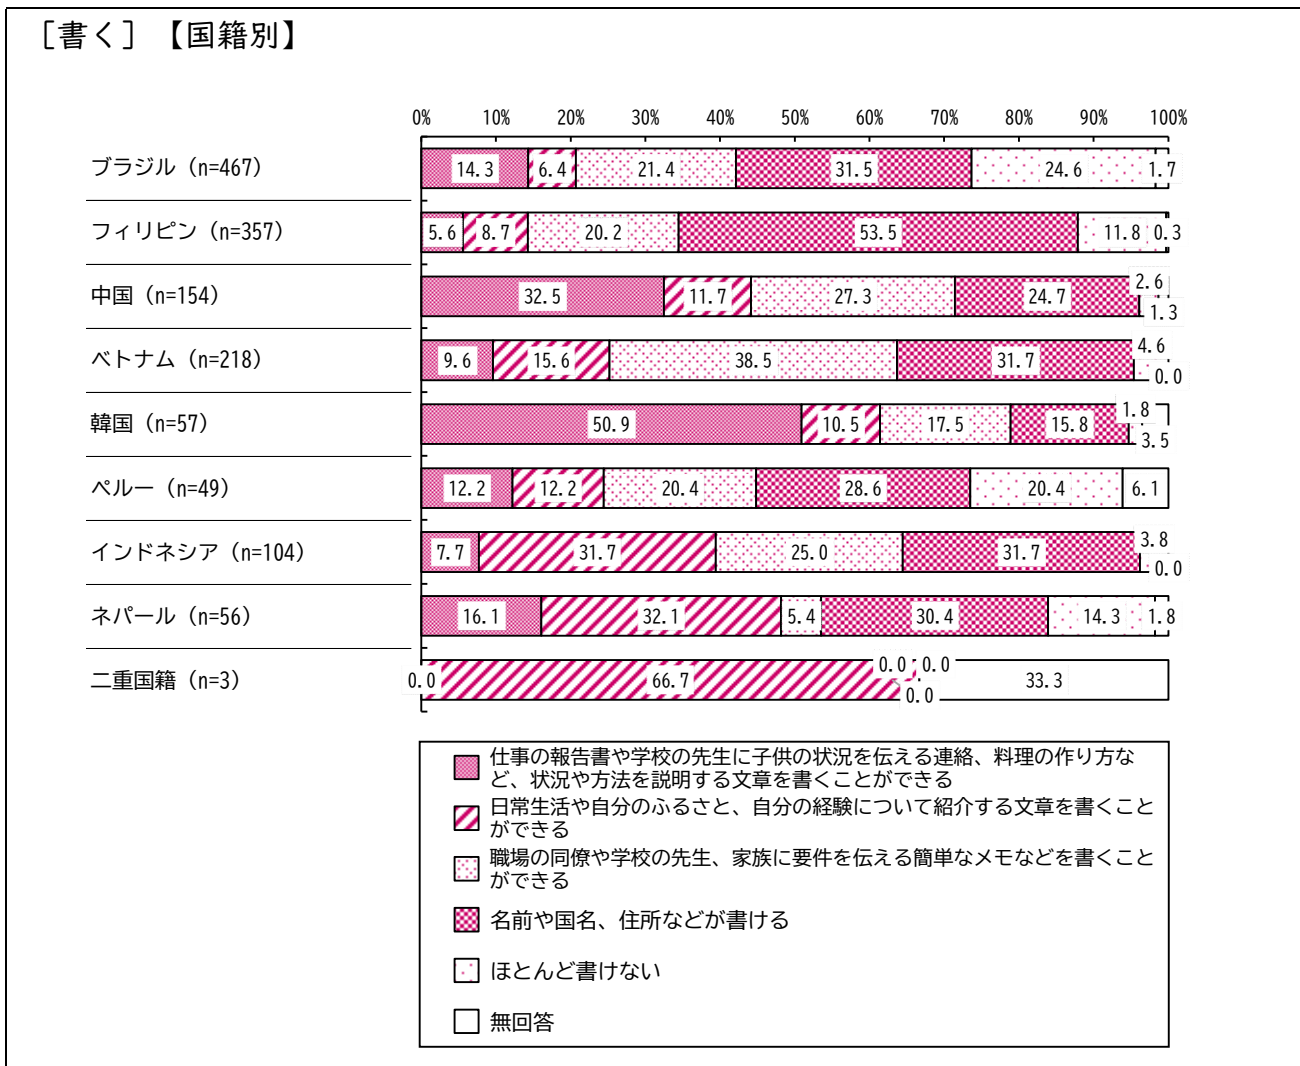 ［書く］【国籍別】
0% 10% 20% 30% 40% 50% 60% 70% 80% 90% 100%
ブラジル（n=467） 14.3 6.4 21.4 31.5 24.6 1.7
フィリピン（n=357） 5.6 8.7 20.2 53.5 11.8 0.3
中国（n=154） 32.5 11.7 27.3 24.7 2.6 1.3
ベトナム（n=218） 9.6 15.6 38.5 31.7 4.6 0.0
韓国（n=57） 50.9 10.5 17.5 15.8 1.8 3.5
ペルー（n=49） 12.2 12.2 20.4 28.6 20.4 6.1
インドネシア（n=104） 7.7 31.7 25.0 31.7 3.8 0.0
ネパール（n=56） 16.1 32.1 5.4 30.4 14.3 1.8
二重国籍（n=3） 0.0 66.7 0.0 0.0 0.0 33.3
仕事の報告書や学校の先生に子供の状況を伝える連絡、料理の作り方な
ど、状況や方法を説明する文章を書くことができる
日常生活や自分のふるさと、自分の経験について紹介する文章を書くこと
ができる
職場の同僚や学校の先生、家族に要件を伝える簡単なメモなどを書くこと
ができる
名前や国名、住所などが書ける
ほとんど書けない
無回答